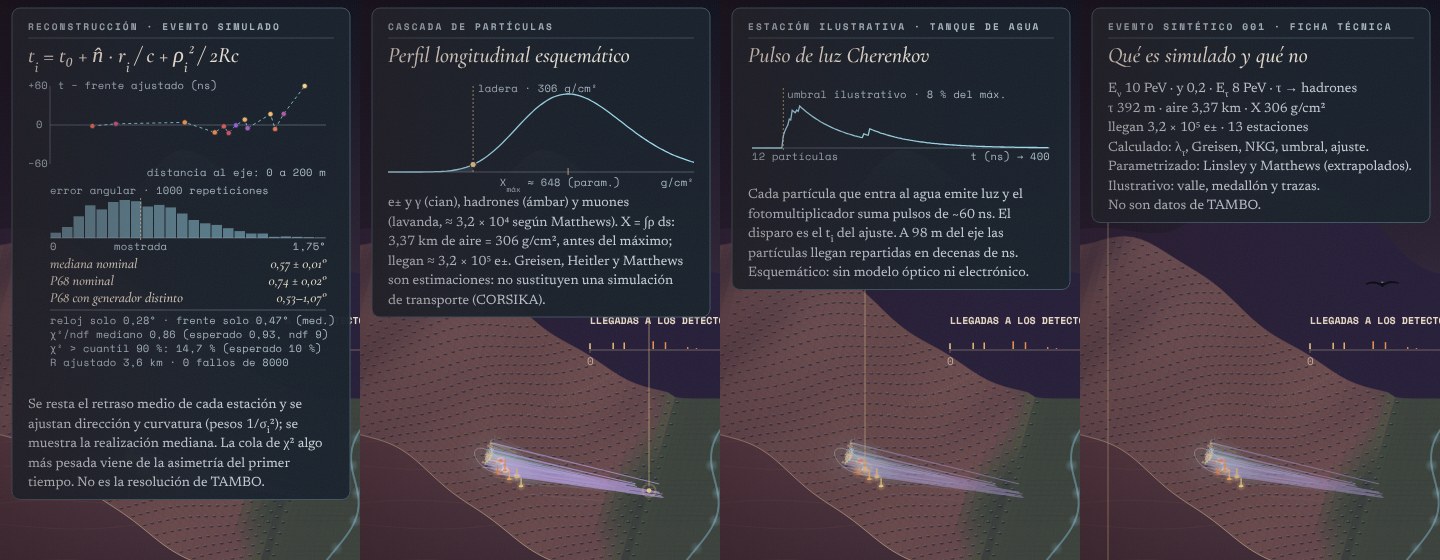 RECONSTRUCCIÓN · EVENTO SIMULADO
tᵢ = t₀ + n̂ · rᵢ / c + ρᵢ² / 2Rc
+60 t − frente ajustado (ns)
0
−60
distancia al eje: 0 a 200 m
error angular · 1000 repeticiones
0 mostrada 1,75°
mediana nominal 0,57 ± 0,01°
P68 nominal 0,74 ± 0,02°
P68 con generador distinto 0,53–1,07°
reloj solo 0,28° · frente solo 0,47° (med.)
χ²/ndf mediano 0,86 (esperado 0,93, ndf 9)
χ² > cuantil 90 %: 14,7 % (esperado 10 %)
R ajustado 3,6 km · 0 fallos de 8000
Se resta el retraso medio de cada estación y se
ajustan dirección y curvatura (pesos 1/σᵢ²); se
muestra la realización mediana. La cola de χ² algo
más pesada viene de la asimetría del primer
tiempo. No es la resolución de TAMBO.
CASCADA DE PARTÍCULAS
Perfil longitudinal esquemático
ladera · 306 g/cm²
Xmáx ≈ 648 (param.) g/cm²
e± y γ (cian), hadrones (ámbar) y muones
(lavanda, ≈ 3,2 × 10⁴ según Matthews). X = ∫ρ ds:
3,37 km de aire = 306 g/cm², antes del máximo;
llegan ≈ 3,2 × 10⁵ e±. Greisen, Heitler y Matthews
son estimaciones: no sustituyen una simulación
de transporte (CORSIKA).
LLEGADAS A LOS DETECTO
0
ESTACIÓN ILUSTRATIVA · TANQUE DE AGUA
Pulso de luz Cherenkov
umbral ilustrativo · 8 % del máx.
12 partículas t (ns) → 400
Cada partícula que entra al agua emite luz y el
fotomultiplicador suma pulsos de ~60 ns. El
disparo es el tᵢ del ajuste. A 98 m del eje las
partículas llegan repartidas en decenas de ns.
Esquemático: sin modelo óptico ni electrónico.
LLEGADAS A LOS DETECTO
0
EVENTO SINTÉTICO 001 · FICHA TÉCNICA
Qué es simulado y qué no
Eᵥ 10 PeV · y 0,2 · Eτ 8 PeV · τ → hadrones
τ 392 m · aire 3,37 km · X 306 g/cm²
llegan 3,2 × 10⁵ e± · 13 estaciones
Calculado: λτ, Greisen, NKG, umbral, ajuste.
Parametrizado: Linsley y Matthews (extrapolados).
Ilustrativo: valle, medallón y trazas.
No son datos de TAMBO.
LLEGADAS A LOS DETECTO
0